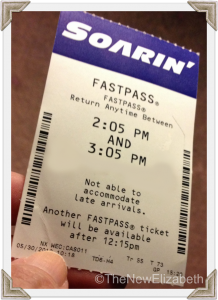 SOARIN'
FASTPASS®
FASTPASS®
Return Anytime Between
2:05 PM
AND
3:05 PM
Not able to
accommodate
late arrivals.
Another FASTPASS® ticket
will be available
after 12:15pm
©TheNewElizabeth